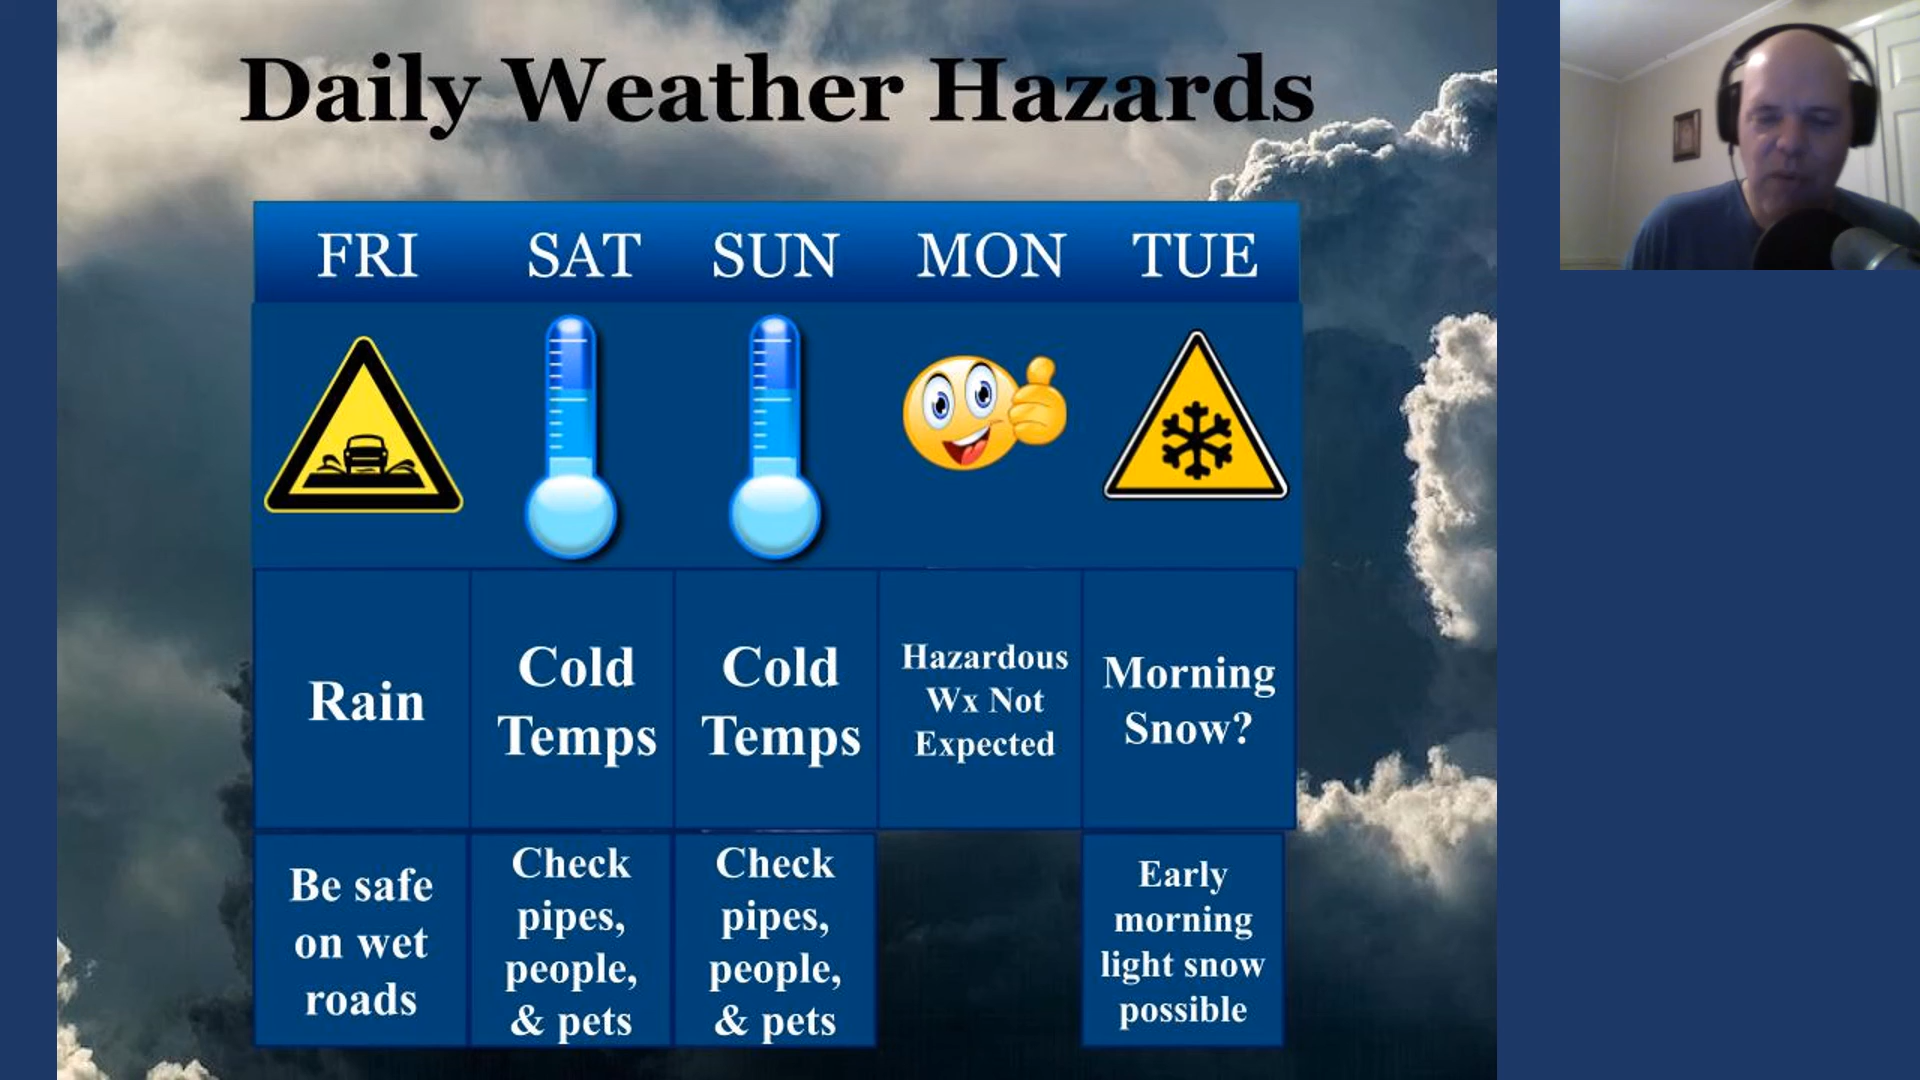 Daily Weather Hazards
FRI SAT SUN MON TUE
Rain
Cold
Temps
Cold
Temps
Hazardous
Wx Not
Expected
Morning
Snow?
Be safe
on wet
roads
Check
pipes,
people,
& pets
Check
pipes,
people,
& pets
Early
morning
light snow
possible